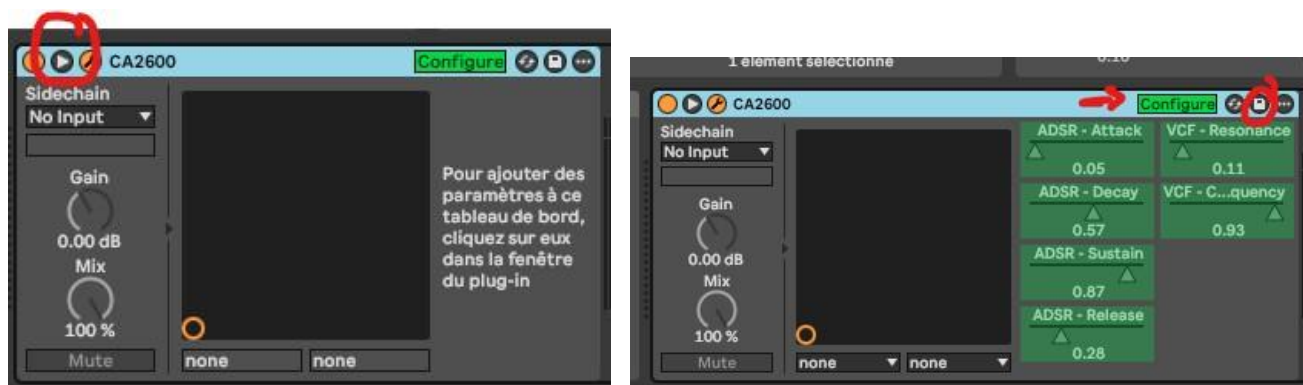 CA2600 Configure
Sidechain
No Input
Gain
0.00 dB
Mix
100 %
Mute
none none
Pour ajouter des
paramètres à ce
tableau de bord,
cliquez sur eux
dans la fenêtre
du plug-in
1 élément sélectionné
0.10
CA2600 Configure
Sidechain
No Input
Gain
0.00 dB
Mix
100 %
Mute
none none
ADSR - Attack VCF - Resonance
0.05 0.11
ADSR - Decay VCF - C...quency
0.57 0.93
ADSR - Sustain
0.87
ADSR - Release
0.28